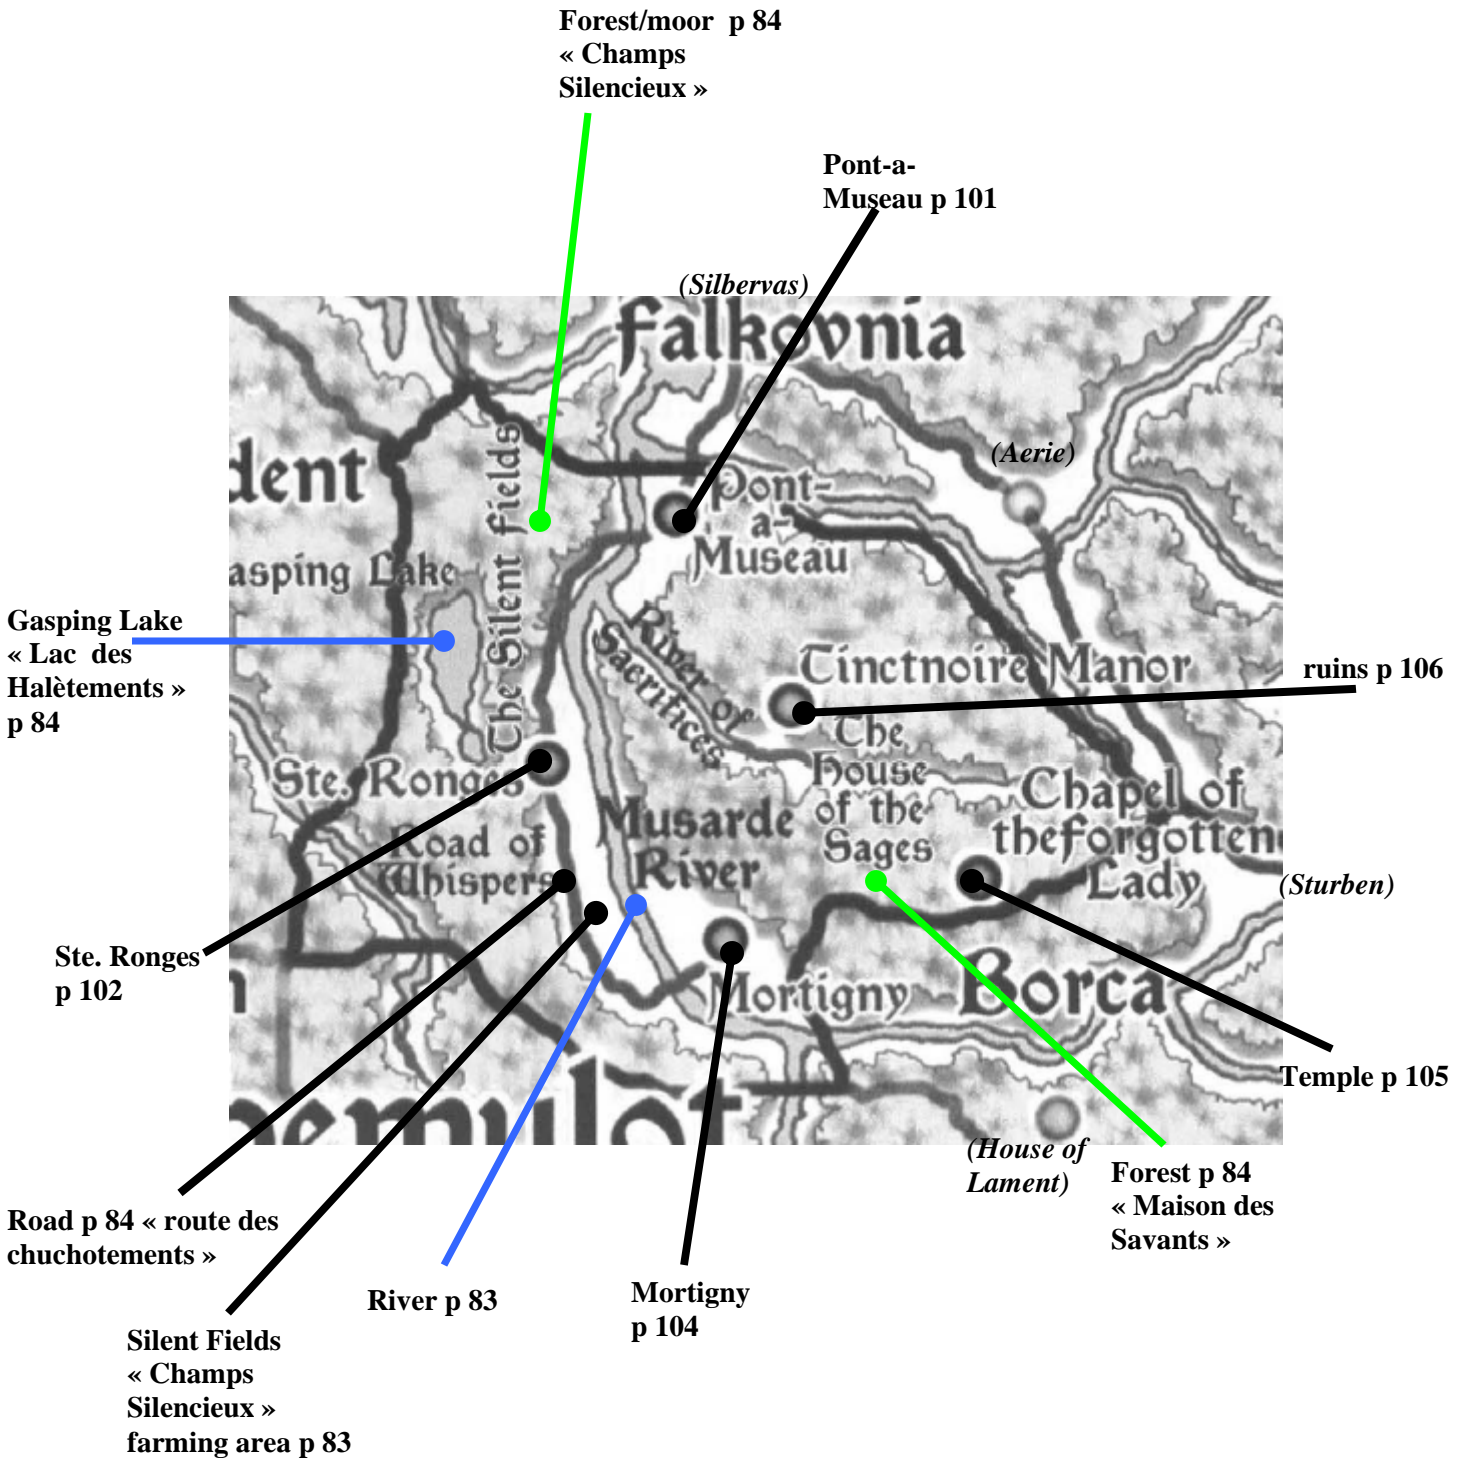 Forest/moor p 84
« Champs
Silencieux »
Pont-a-
Museau p 101
(Silbervas)
Falkovnia
(Aerie)
dent
The Silent Fields
Pont-
a-
Museau
asping Lake
Gasping Lake
« Lac des
Halètements »
p 84
River of
Sacrifices
Tinctnoire Manor
ruins p 106
The
House
of the
Sages
Ste. Ronges
Chapel of
the Forgotten
Lady
Musarde
River
Road of
Whispers
(Sturben)
Ste. Ronges
p 102
n
Mortigny
Borca
Temple p 105
emulot
(House of
Lament)
Forest p 84
« Maison des
Savants »
Road p 84 « route des
chuchotements »
River p 83
Mortigny
p 104
Silent Fields
« Champs
Silencieux »
farming area p 83